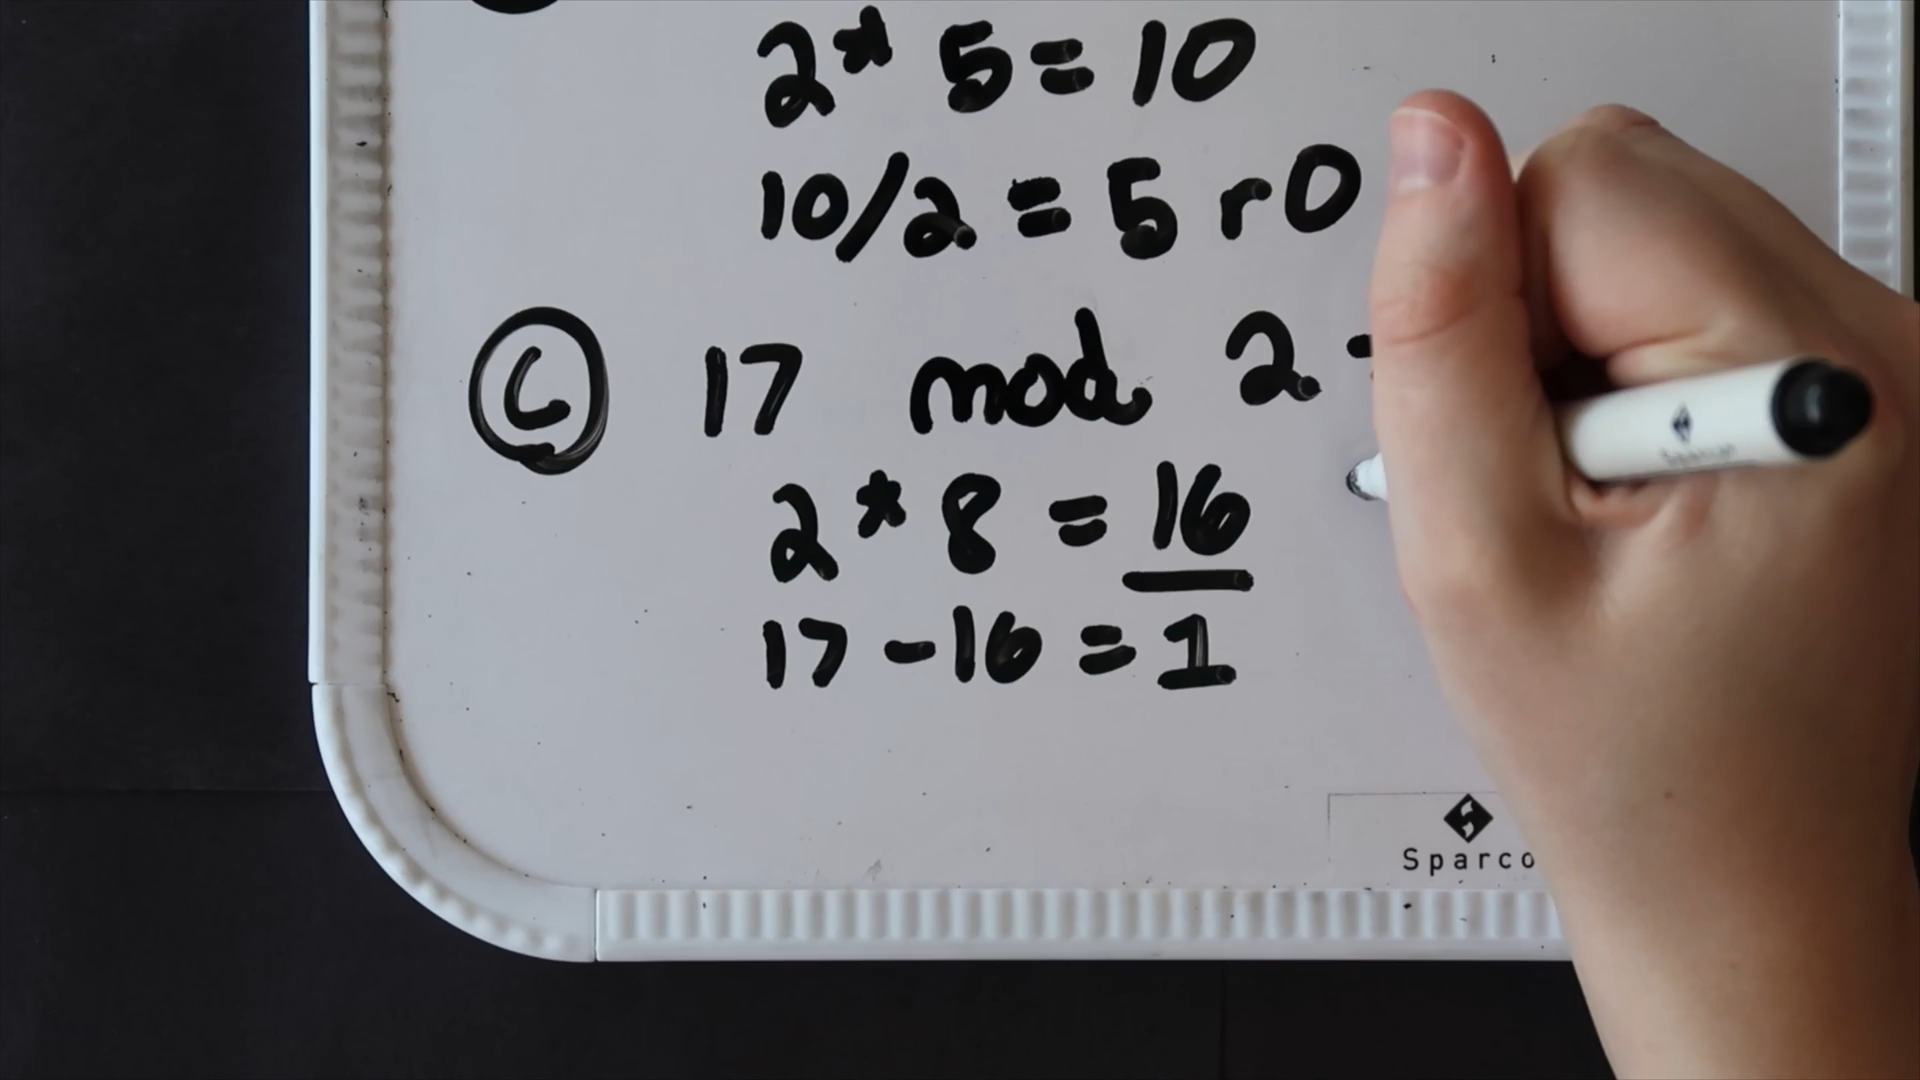 2* 5 = 10
10/2 = 5 r0
C 17 mod 2
2 * 8 = 16
17 - 16 = 1
Sparco